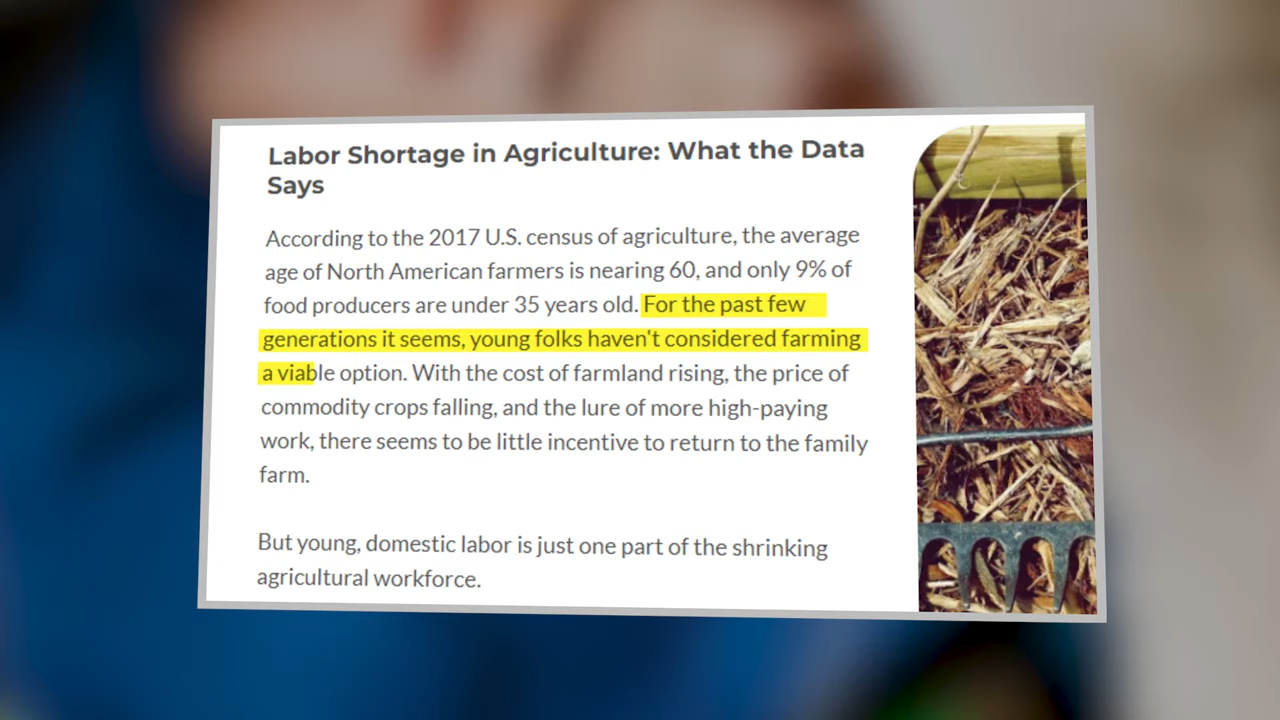 Labor Shortage in Agriculture: What the Data
Says
According to the 2017 U.S. census of agriculture, the average
age of North American farmers is nearing 60, and only 9% of
food producers are under 35 years old. For the past few
generations it seems, young folks haven't considered farming
a viable option. With the cost of farmland rising, the price of
commodity crops falling, and the lure of more high-paying
work, there seems to be little incentive to return to the family
farm.
But young, domestic labor is just one part of the shrinking
agricultural workforce.